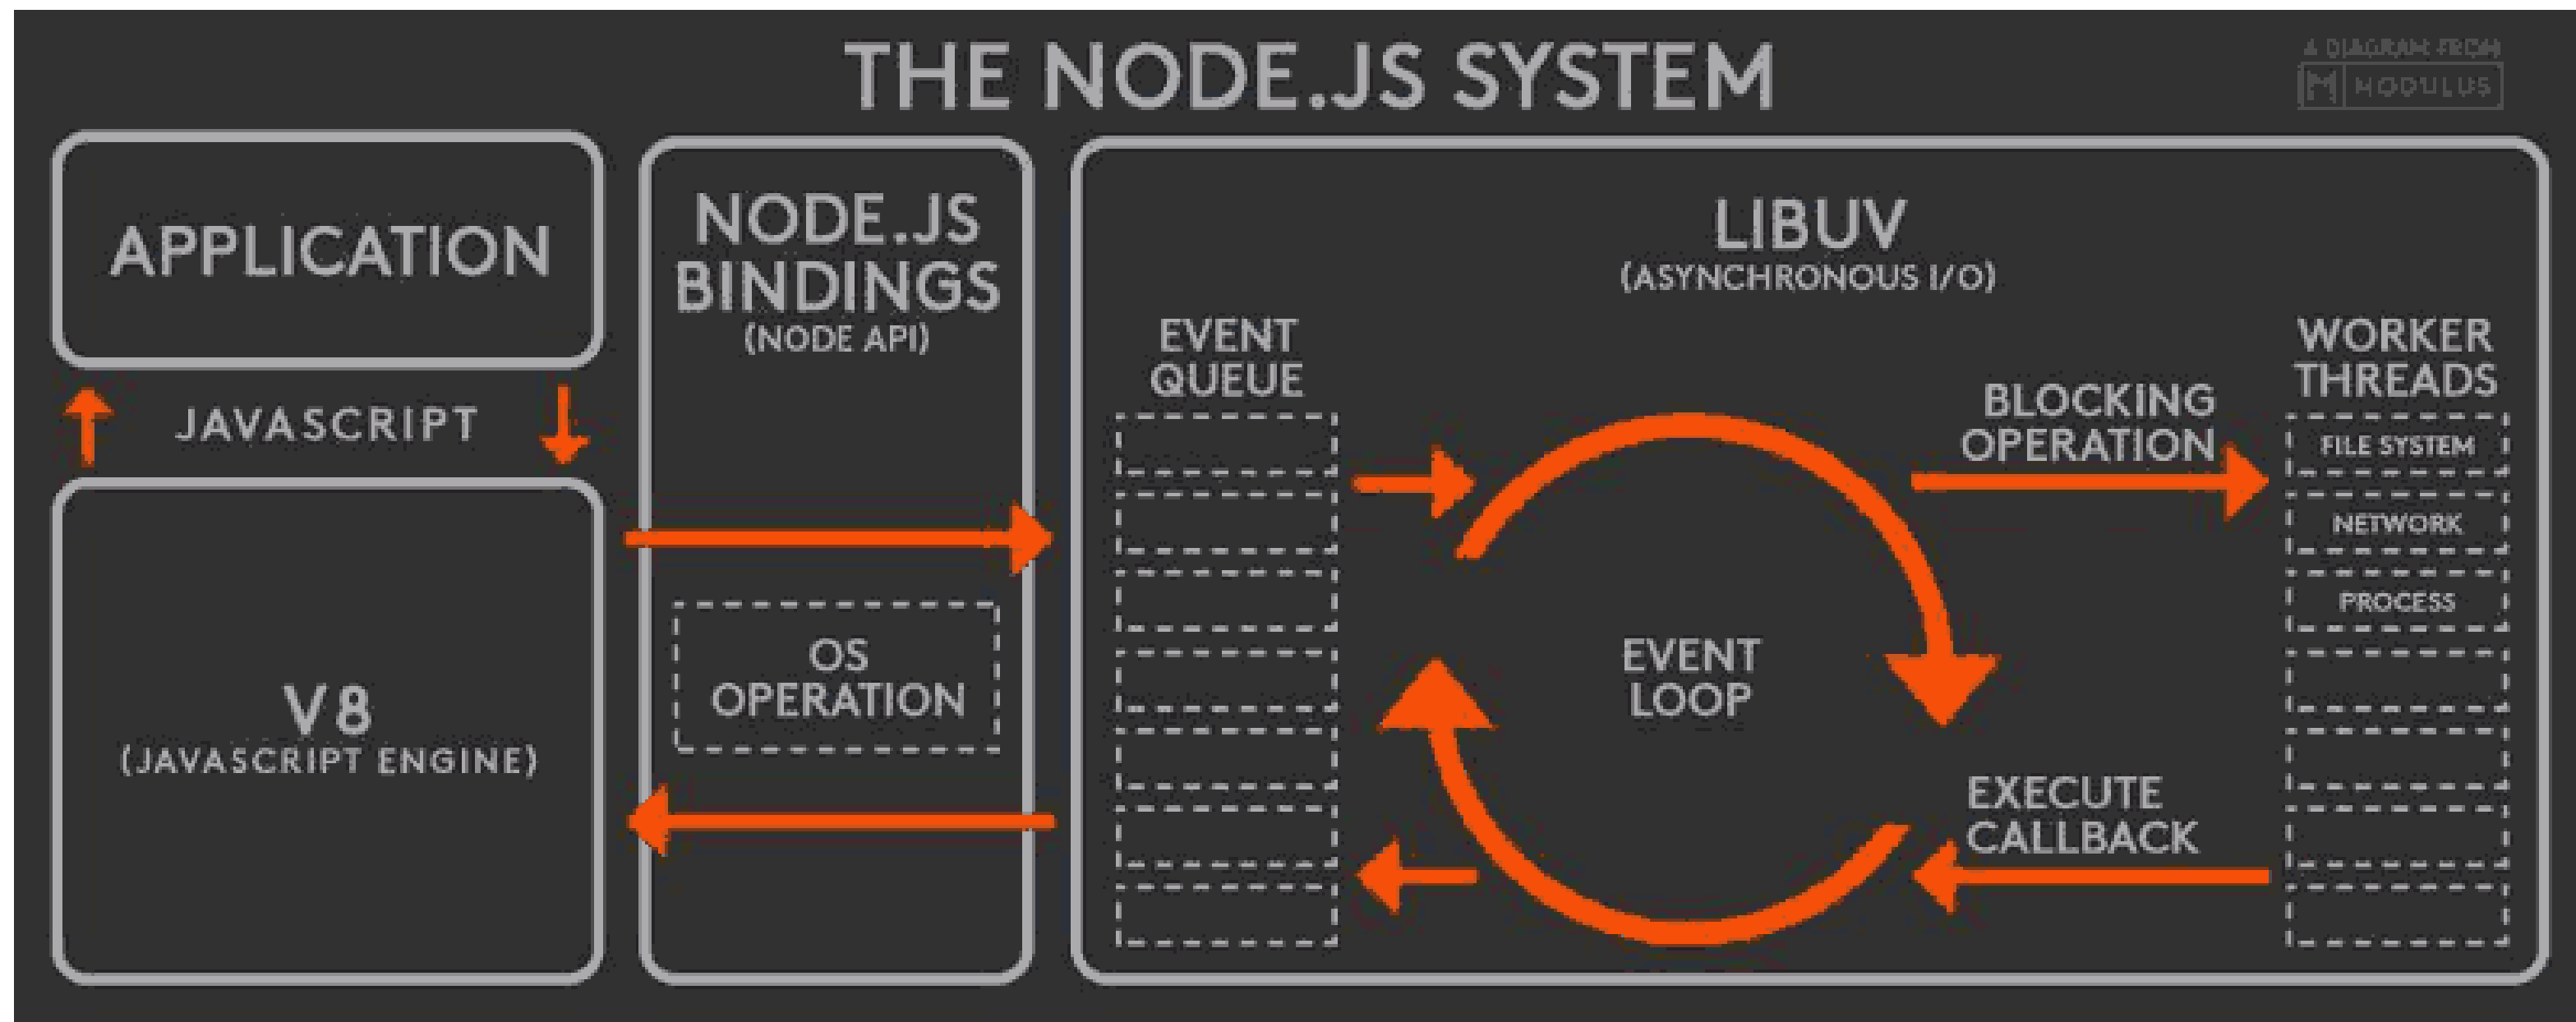 THE NODE.JS SYSTEM
A DIAGRAM FROM
M MODULUS
APPLICATION
JAVASCRIPT
V8
(JAVASCRIPT ENGINE)
NODE.JS
BINDINGS
(NODE API)
OS
OPERATION
LIBUV
(ASYNCHRONOUS I/O)
EVENT
QUEUE
EVENT
LOOP
BLOCKING
OPERATION
EXECUTE
CALLBACK
WORKER
THREADS
FILE SYSTEM
NETWORK
PROCESS